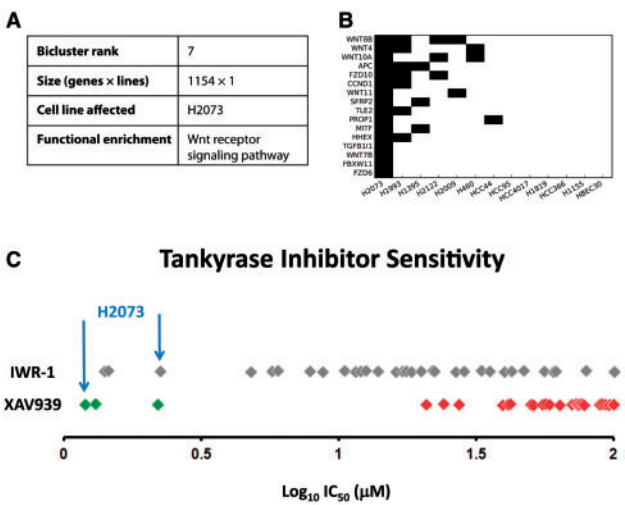 A
Bicluster rank 7
Size (genes × lines) 1154 × 1
Cell line affected H2073
Functional enrichment Wnt receptor
signaling pathway
B
WNT8B
WNT4
WNT10A
APC
FZD10
CCND1
WNT11
SFRP2
TLE2
PROP1
MITF
HHEX
TGFB1I1
WNT7B
FBXW11
FZD6
H2073 H1993 H1395 H2122 H2009 H460 HCC44 HCC95 HCC4017 H1819 HCC366 H1155 HBEC30
C
Tankyrase Inhibitor Sensitivity
H2073
IWR-1
XAV939
0 0.5 1 1.5 2
Log10 IC50 (μM)